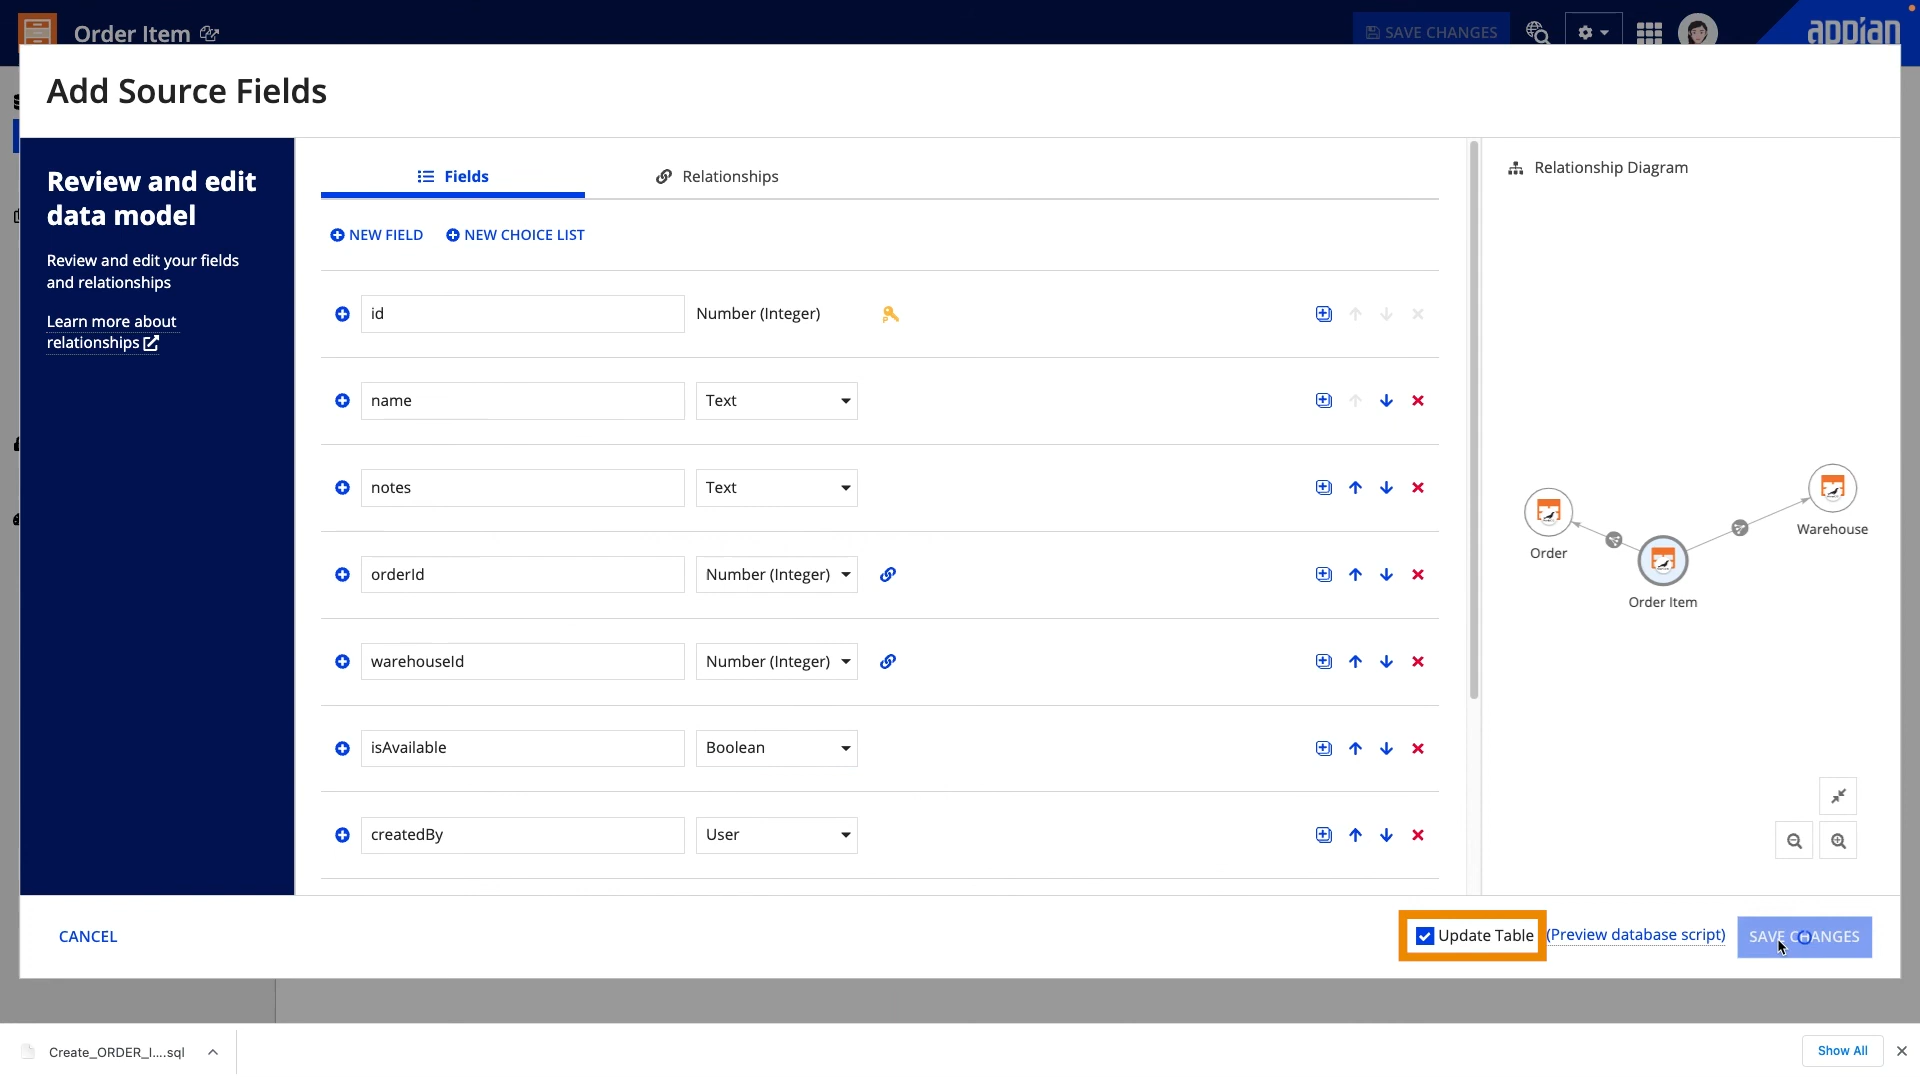 Order Item
SAVE CHANGES
appian
Add Source Fields
Review and edit
data model
Review and edit your fields
and relationships
Learn more about
relationships
Fields
Relationships
NEW FIELD
NEW CHOICE LIST
id
Number (Integer)
name
Text
notes
Text
orderId
Number (Integer)
warehouseId
Number (Integer)
isAvailable
Boolean
createdBy
User
Relationship Diagram
Order
Order Item
Warehouse
CANCEL
Update Table
(Preview database script)
SAVE CHANGES
Create_ORDER_I....sql
Show All